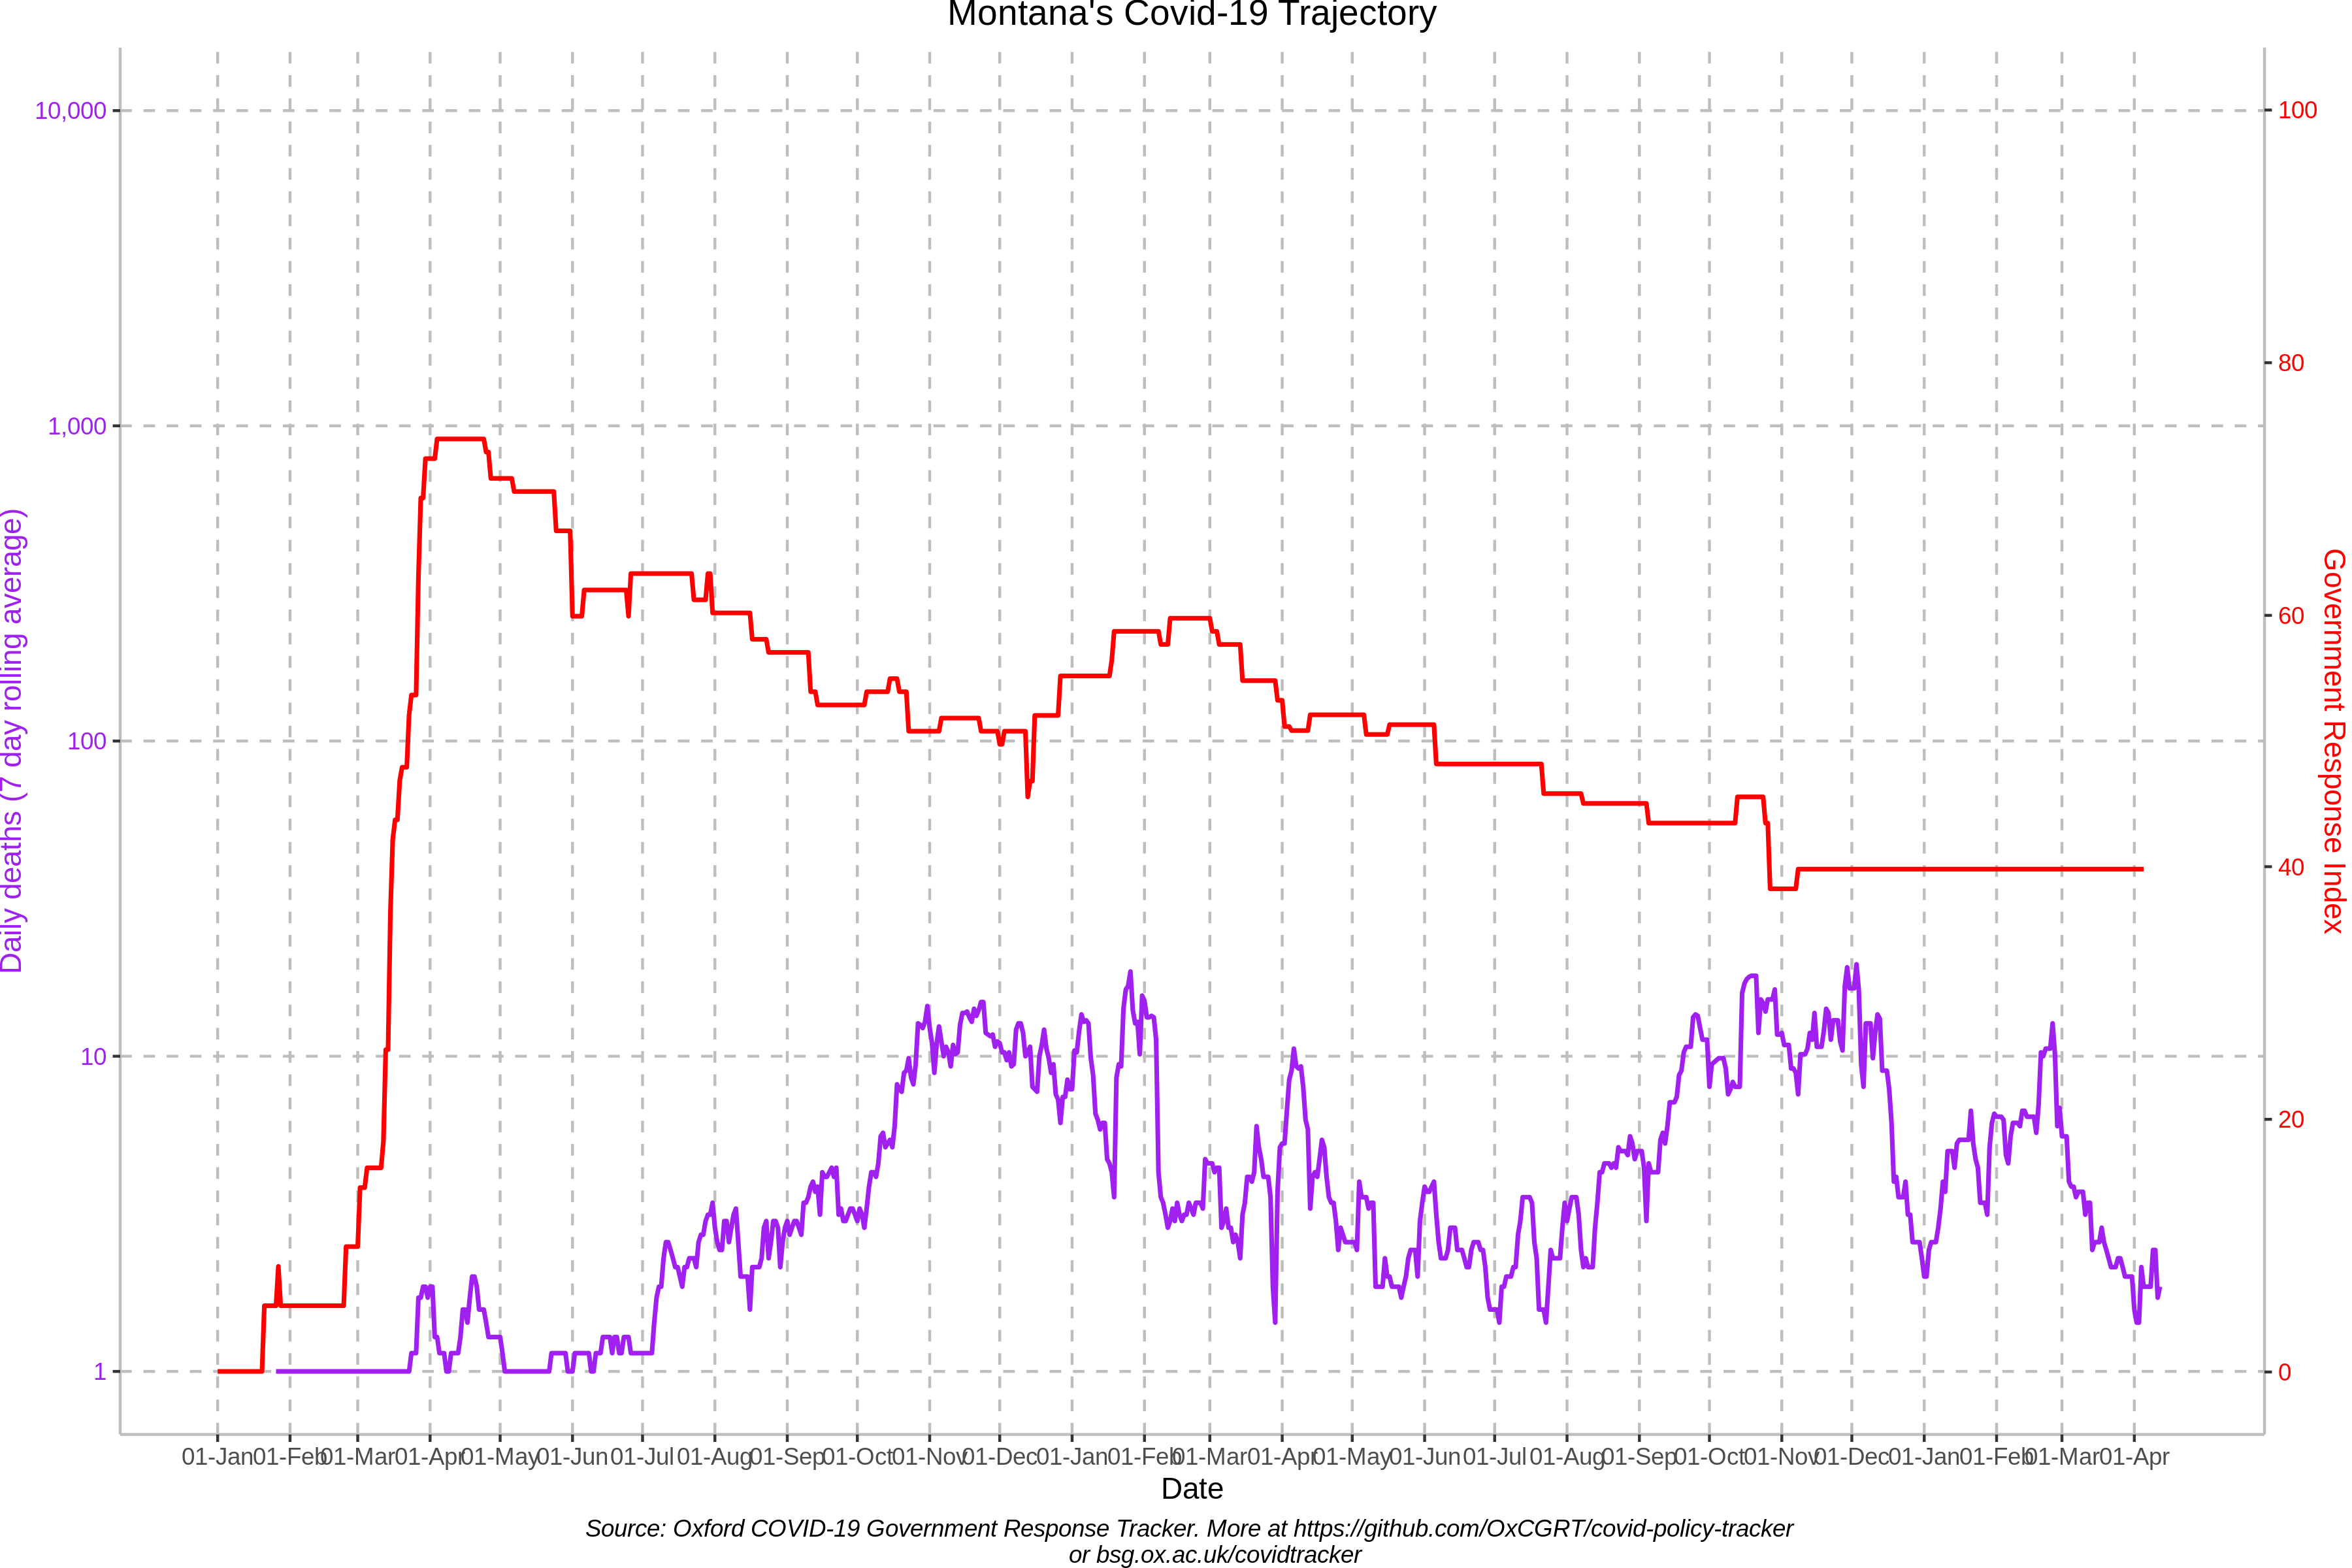 Montana's Covid-19 Trajectory
10,000
1,000
100
10
1
Daily deaths (7 day rolling average)
100
80
60
40
20
0
Government Response Index
01-Jan 01-Feb 01-Mar 01-Apr 01-May 01-Jun 01-Jul 01-Aug 01-Sep 01-Oct 01-Nov 01-Dec 01-Jan 01-Feb 01-Mar 01-Apr 01-May 01-Jun 01-Jul 01-Aug 01-Sep 01-Oct 01-Nov 01-Dec 01-Jan 01-Feb 01-Mar 01-Apr
Date
Source: Oxford COVID-19 Government Response Tracker. More at https://github.com/OxCGRT/covid-policy-tracker
or bsg.ox.ac.uk/covidtracker